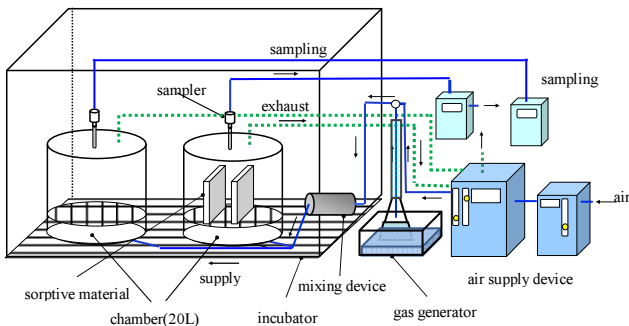 sampling
sampling
sampler
exhaust
air
supply
mixing device
air supply device
sorptive material
chamber(20L)
incubator
gas generator